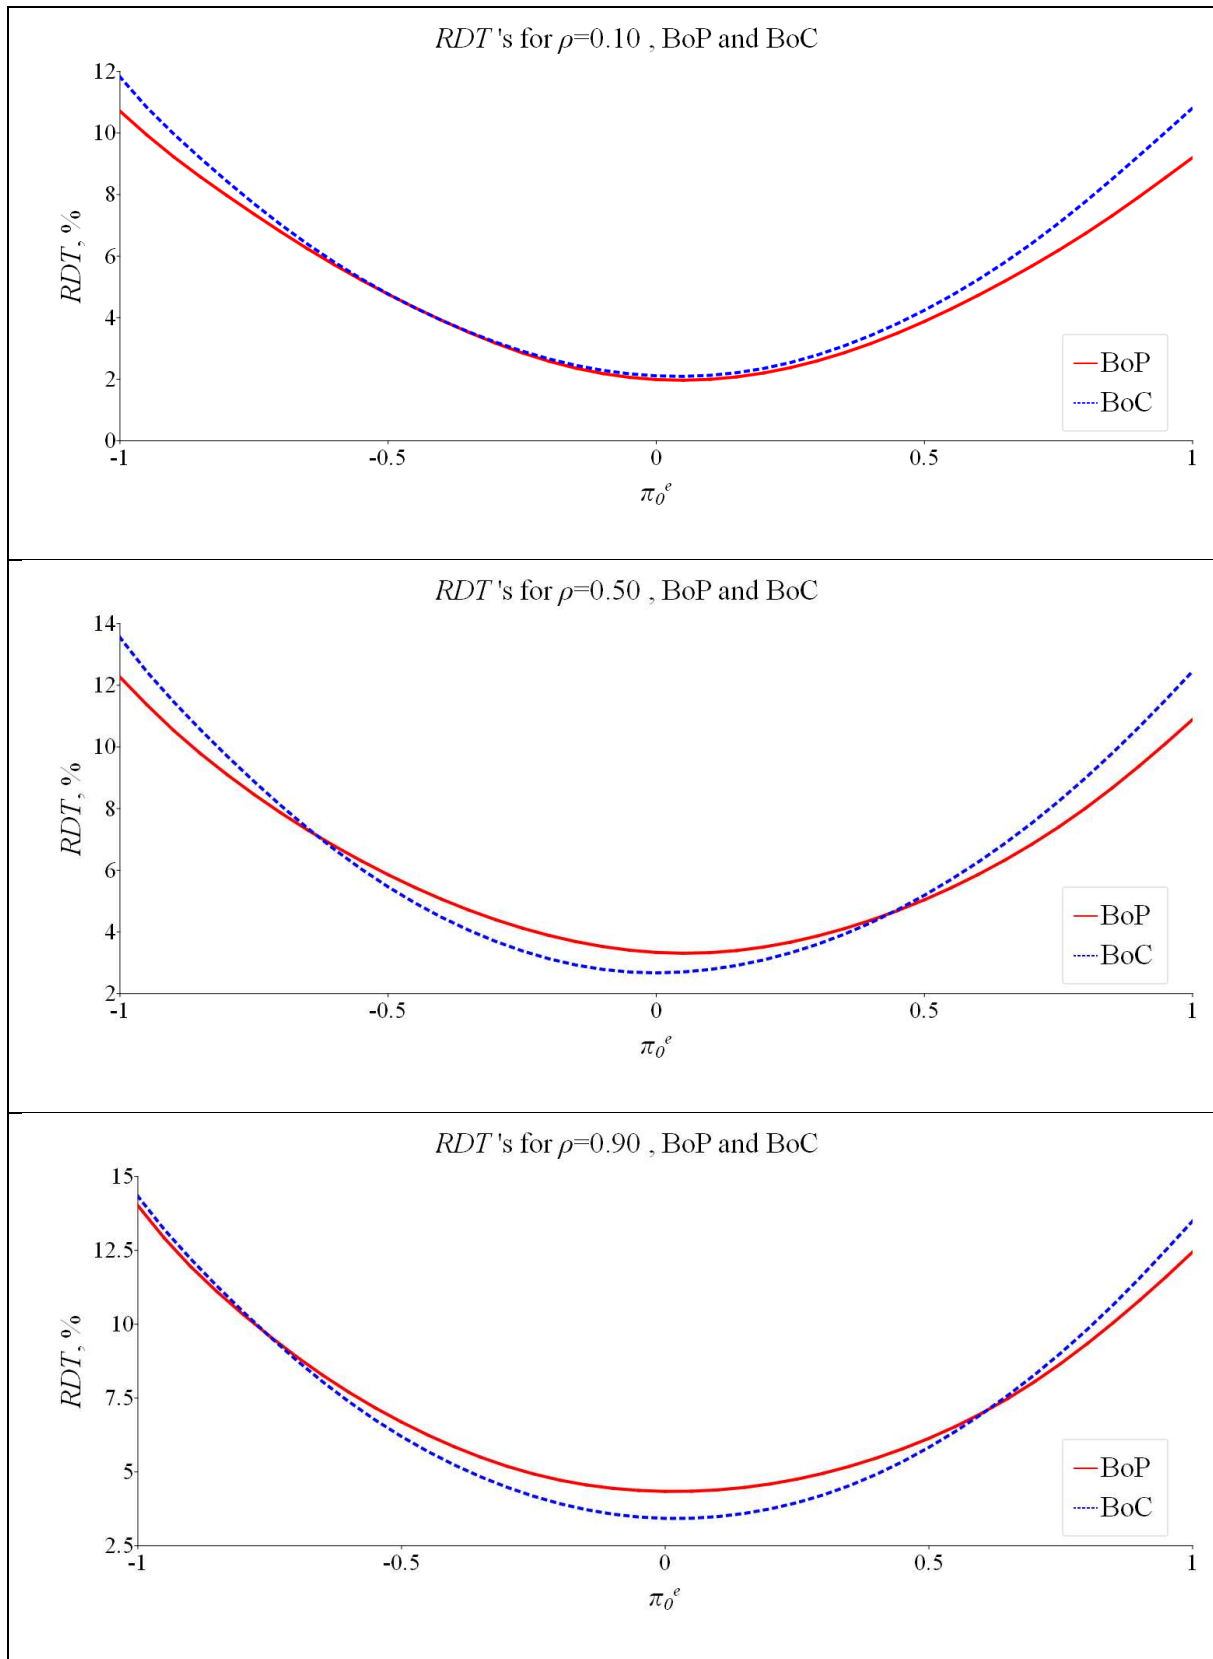 RDT 's for ρ=0.10 , BoP and BoC
12
10
8
6
4
2
0
RDT, %
-1
-0.5
0
0.5
1
π₀ᵉ
BoP
BoC
RDT 's for ρ=0.50 , BoP and BoC
14
12
10
8
6
4
2
RDT, %
-1
-0.5
0
0.5
1
π₀ᵉ
BoP
BoC
RDT 's for ρ=0.90 , BoP and BoC
15
12.5
10
7.5
5
2.5
RDT, %
-1
-0.5
0
0.5
1
π₀ᵉ
BoP
BoC